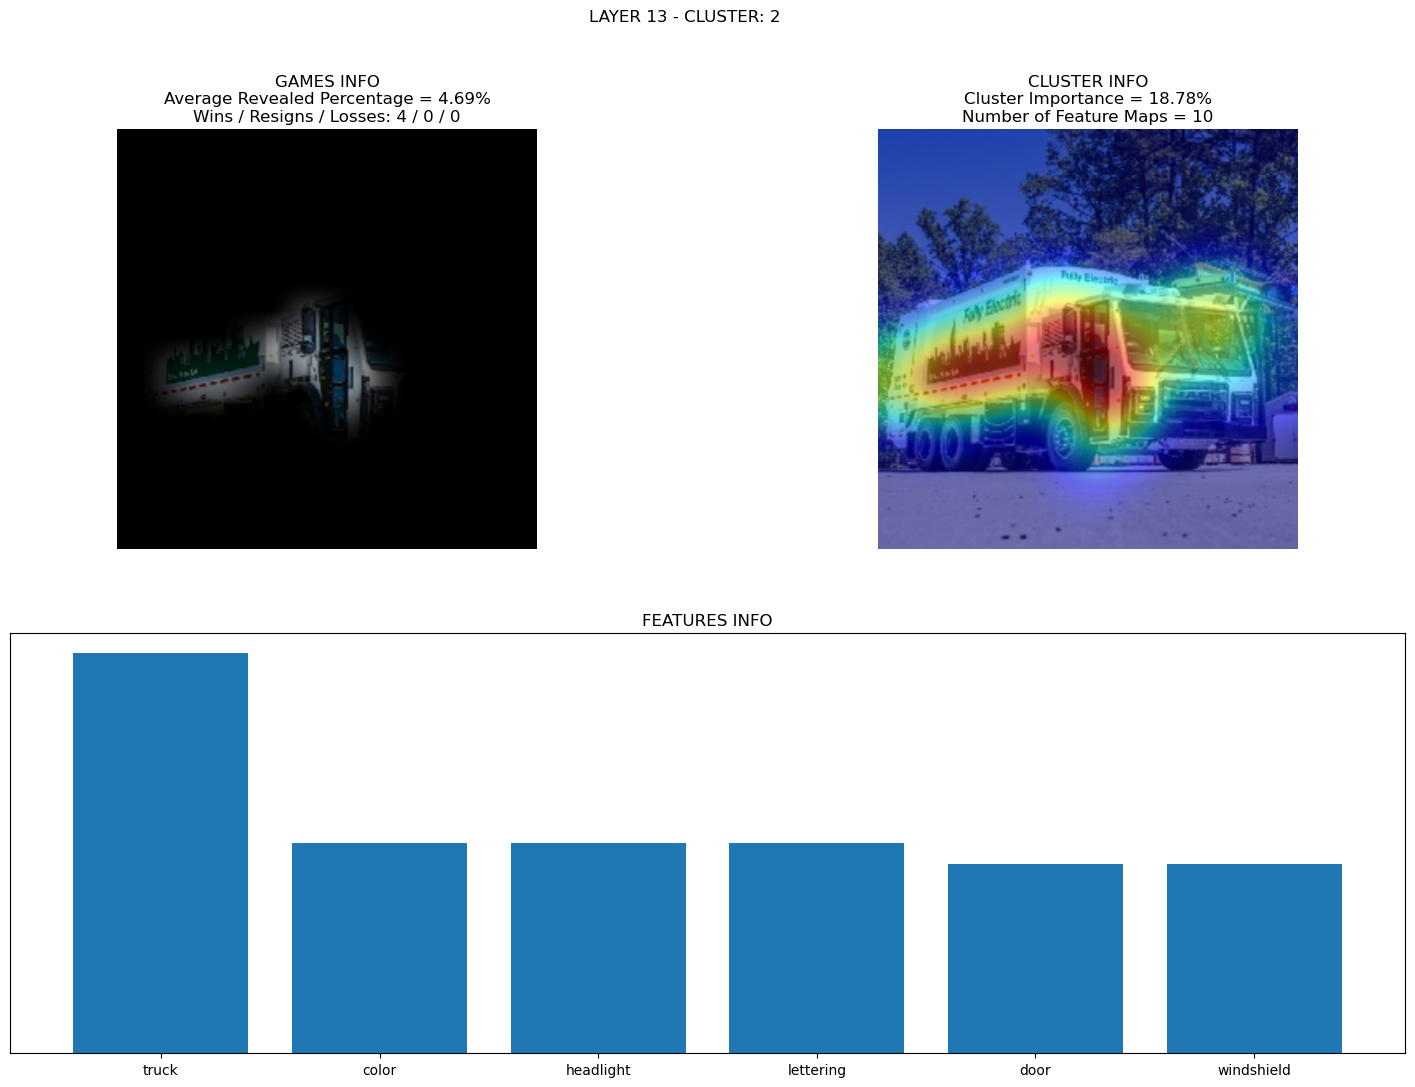 LAYER 13 - CLUSTER: 2
GAMES INFO
Average Revealed Percentage = 4.69%
Wins / Resigns / Losses: 4 / 0 / 0
CLUSTER INFO
Cluster Importance = 18.78%
Number of Feature Maps = 10
Fully Electric
Fully Electric
FEATURES INFO
truck
color
headlight
lettering
door
windshield